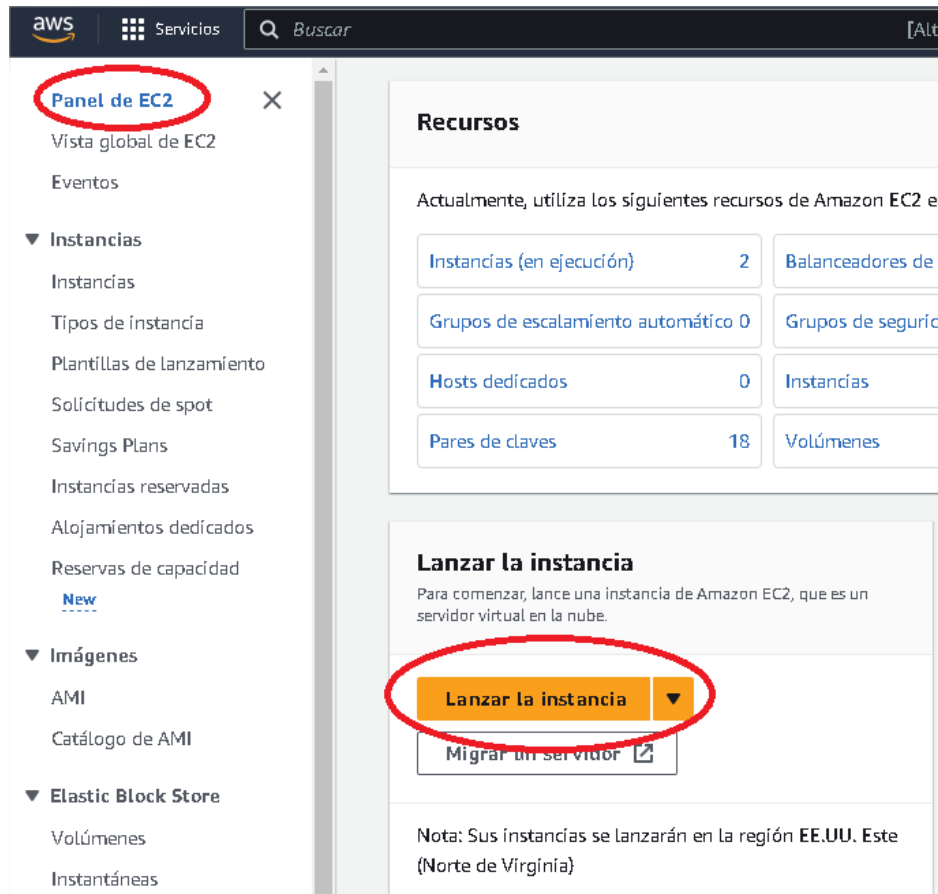 aws
Servicios
Buscar
[Alt
Panel de EC2
Vista global de EC2
Eventos
Instancias
Instancias
Tipos de instancia
Plantillas de lanzamiento
Solicitudes de spot
Savings Plans
Instancias reservadas
Alojamientos dedicados
Reservas de capacidad
New
Imágenes
AMI
Catálogo de AMI
Elastic Block Store
Volúmenes
Instantáneas
Recursos
Actualmente, utiliza los siguientes recursos de Amazon EC2 e
Instancias (en ejecución) 2
Balanceadores de
Grupos de escalamiento automático 0
Grupos de seguric
Hosts dedicados 0
Instancias
Pares de claves 18
Volúmenes
Lanzar la instancia
Para comenzar, lance una instancia de Amazon EC2, que es un
servidor virtual en la nube.
Lanzar la instancia
Migrar un servidor
Nota: Sus instancias se lanzarán en la región EE.UU. Este
(Norte de Virginia)